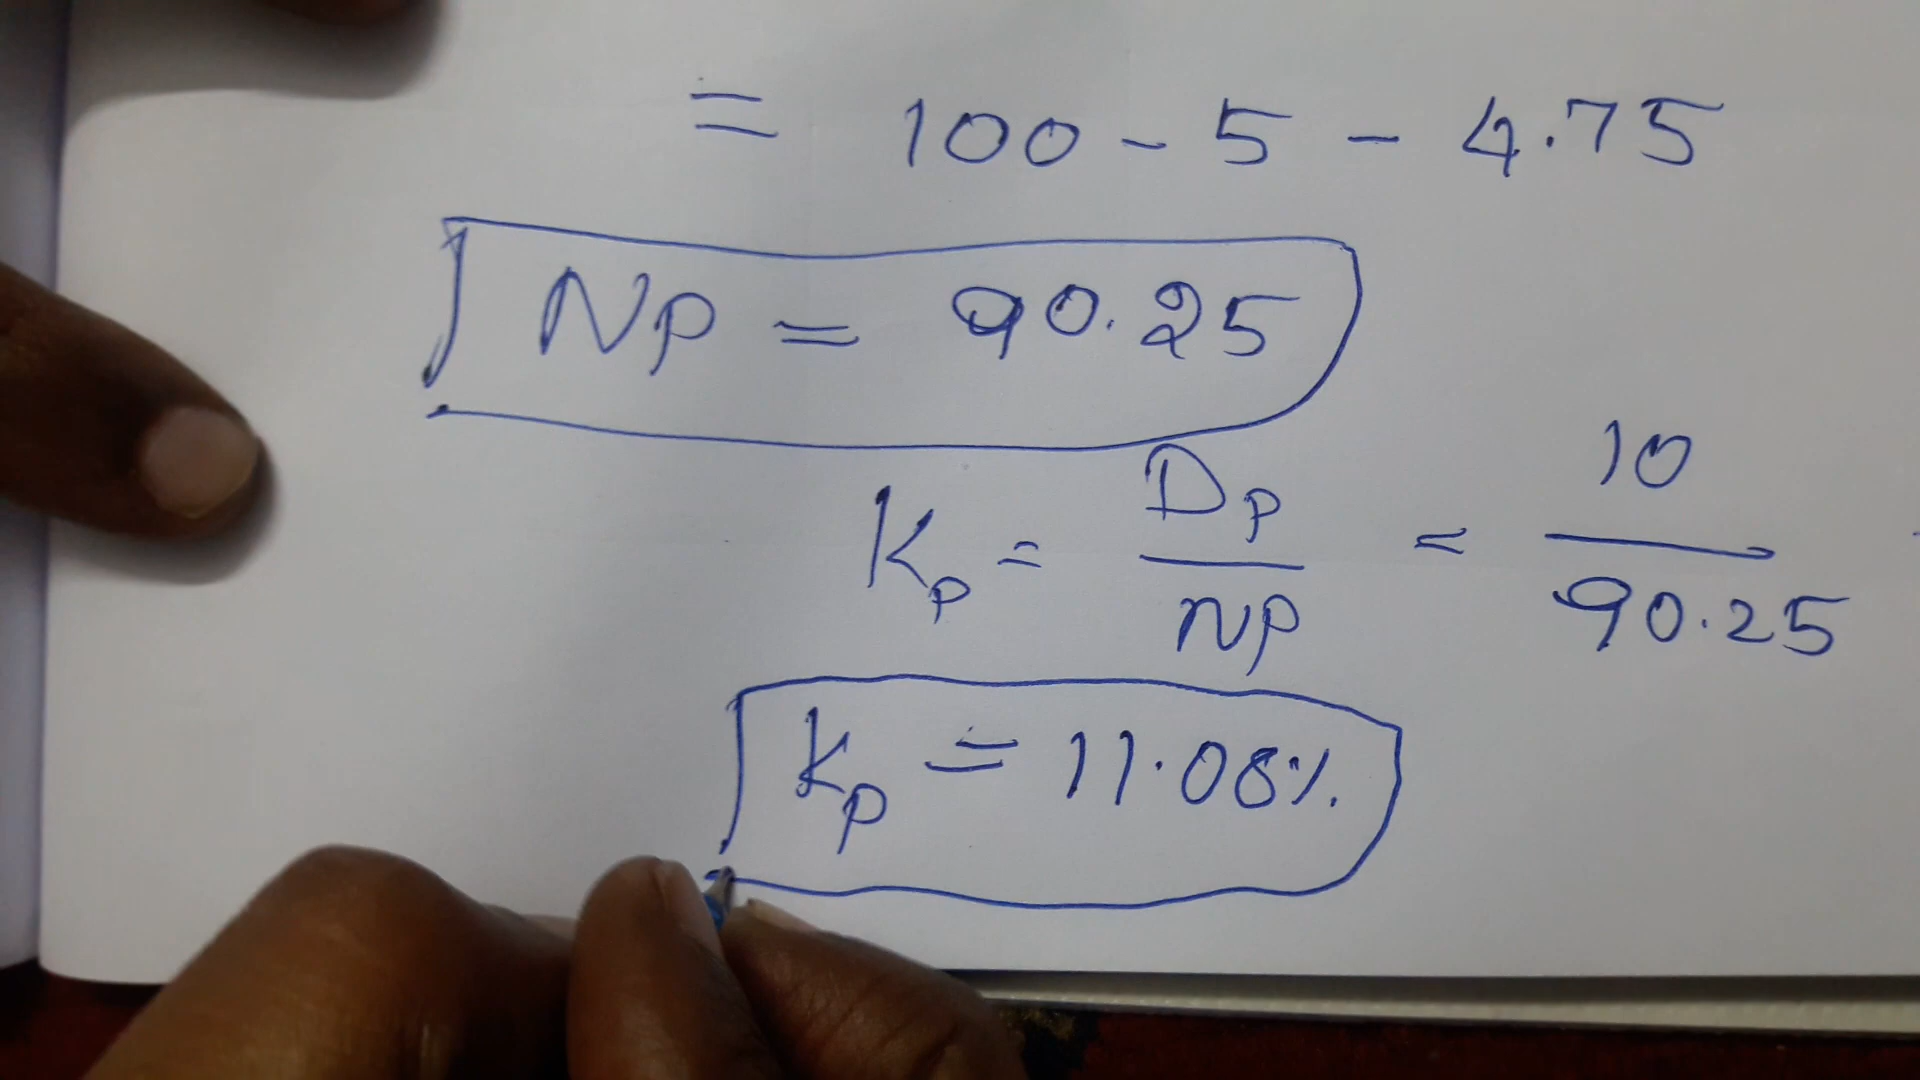 = 100 - 5 - 4.75
NP = 90.25
Kp = Dp / NP = 10 / 90.25
Kp = 11.08%